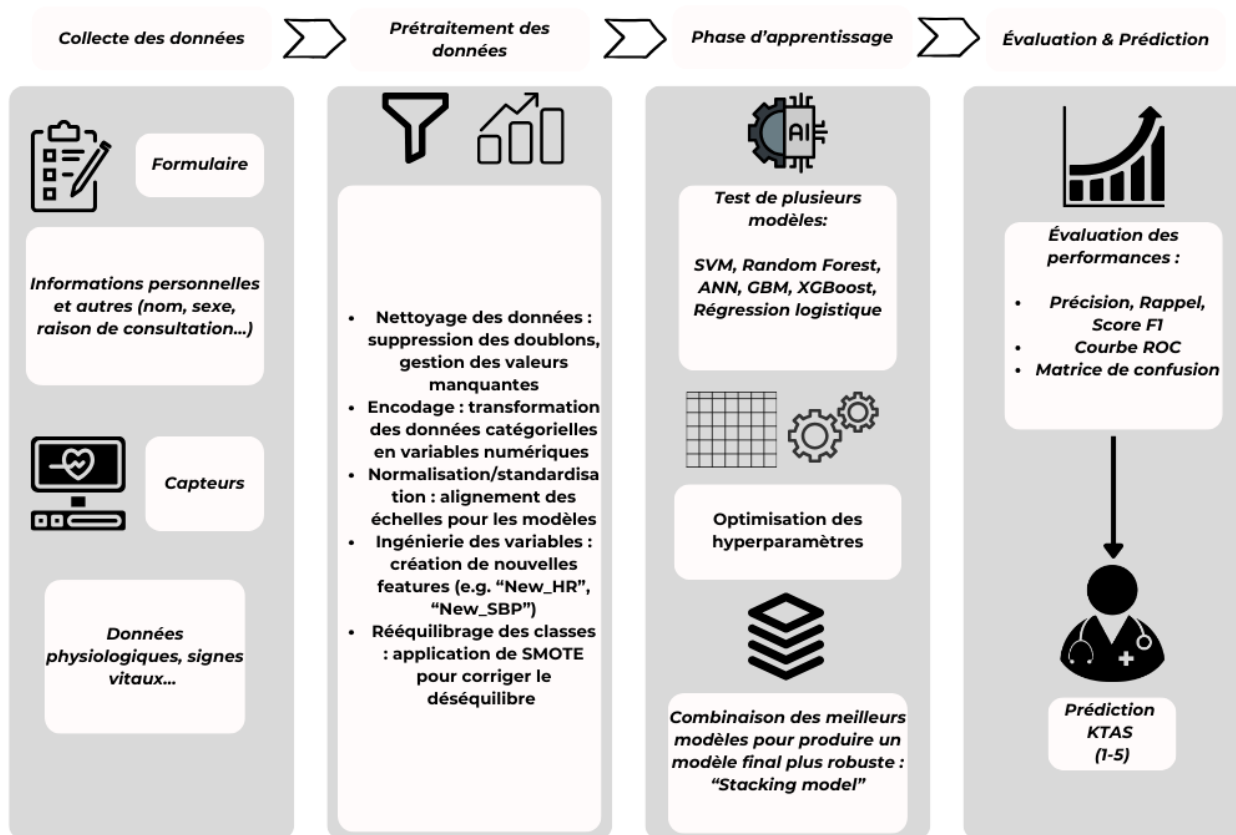 Collecte des données
Prétraitement des
données
Phase d'apprentissage
Évaluation & Prédiction
Formulaire
Informations personnelles
et autres (nom, sexe,
raison de consultation...)
Capteurs
Données
physiologiques, signes
vitaux...
• Nettoyage des données :
suppression des doublons,
gestion des valeurs
manquantes
• Encodage : transformation
des données catégorielles
en variables numériques
• Normalisation/standardisa
tion : alignement des
échelles pour les modèles
• Ingénierie des variables :
création de nouvelles
features (e.g. “New_HR”,
“New_SBP”)
• Rééquilibrage des classes
: application de SMOTE
pour corriger le
déséquilibre
AI
Test de plusieurs
modèles:
SVM, Random Forest,
ANN, GBM, XGBoost,
Régression logistique
Optimisation des
hyperparamètres
Combinaison des meilleurs
modèles pour produire un
modèle final plus robuste :
“Stacking model”
Évaluation des
performances :
• Précision, Rappel,
Score F1
• Courbe ROC
• Matrice de confusion
Prédiction
KTAS
(1-5)